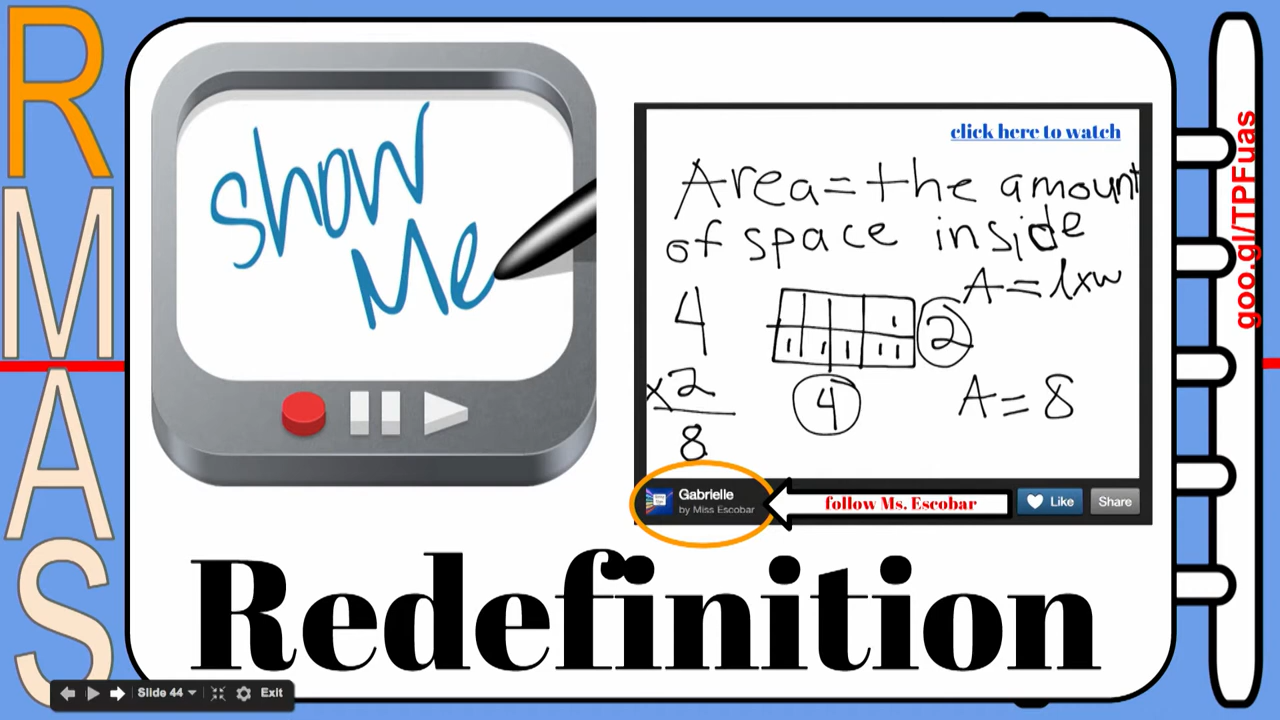 R
M
A
S
show
Me
click here to watch
Area = the amount
of space inside
A = lxw
4
x2
8
2
4
A = 8
Gabrielle
by Miss Escobar
follow Ms. Escobar
Like
Share
Redefinition
goo.gl/TPFuas
Slide 44
Exit